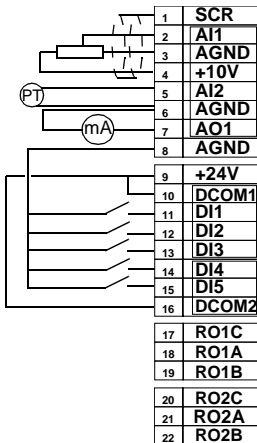 1 SCR
2 AI1
3 AGND
4 +10V
PT 5 AI2
6 AGND
mA 7 AO1
8 AGND
9 +24V
10 DCOM1
11 DI1
12 DI2
13 DI3
14 DI4
15 DI5
16 DCOM2
17 RO1C
18 RO1A
19 RO1B
20 RO2C
21 RO2A
22 RO2B